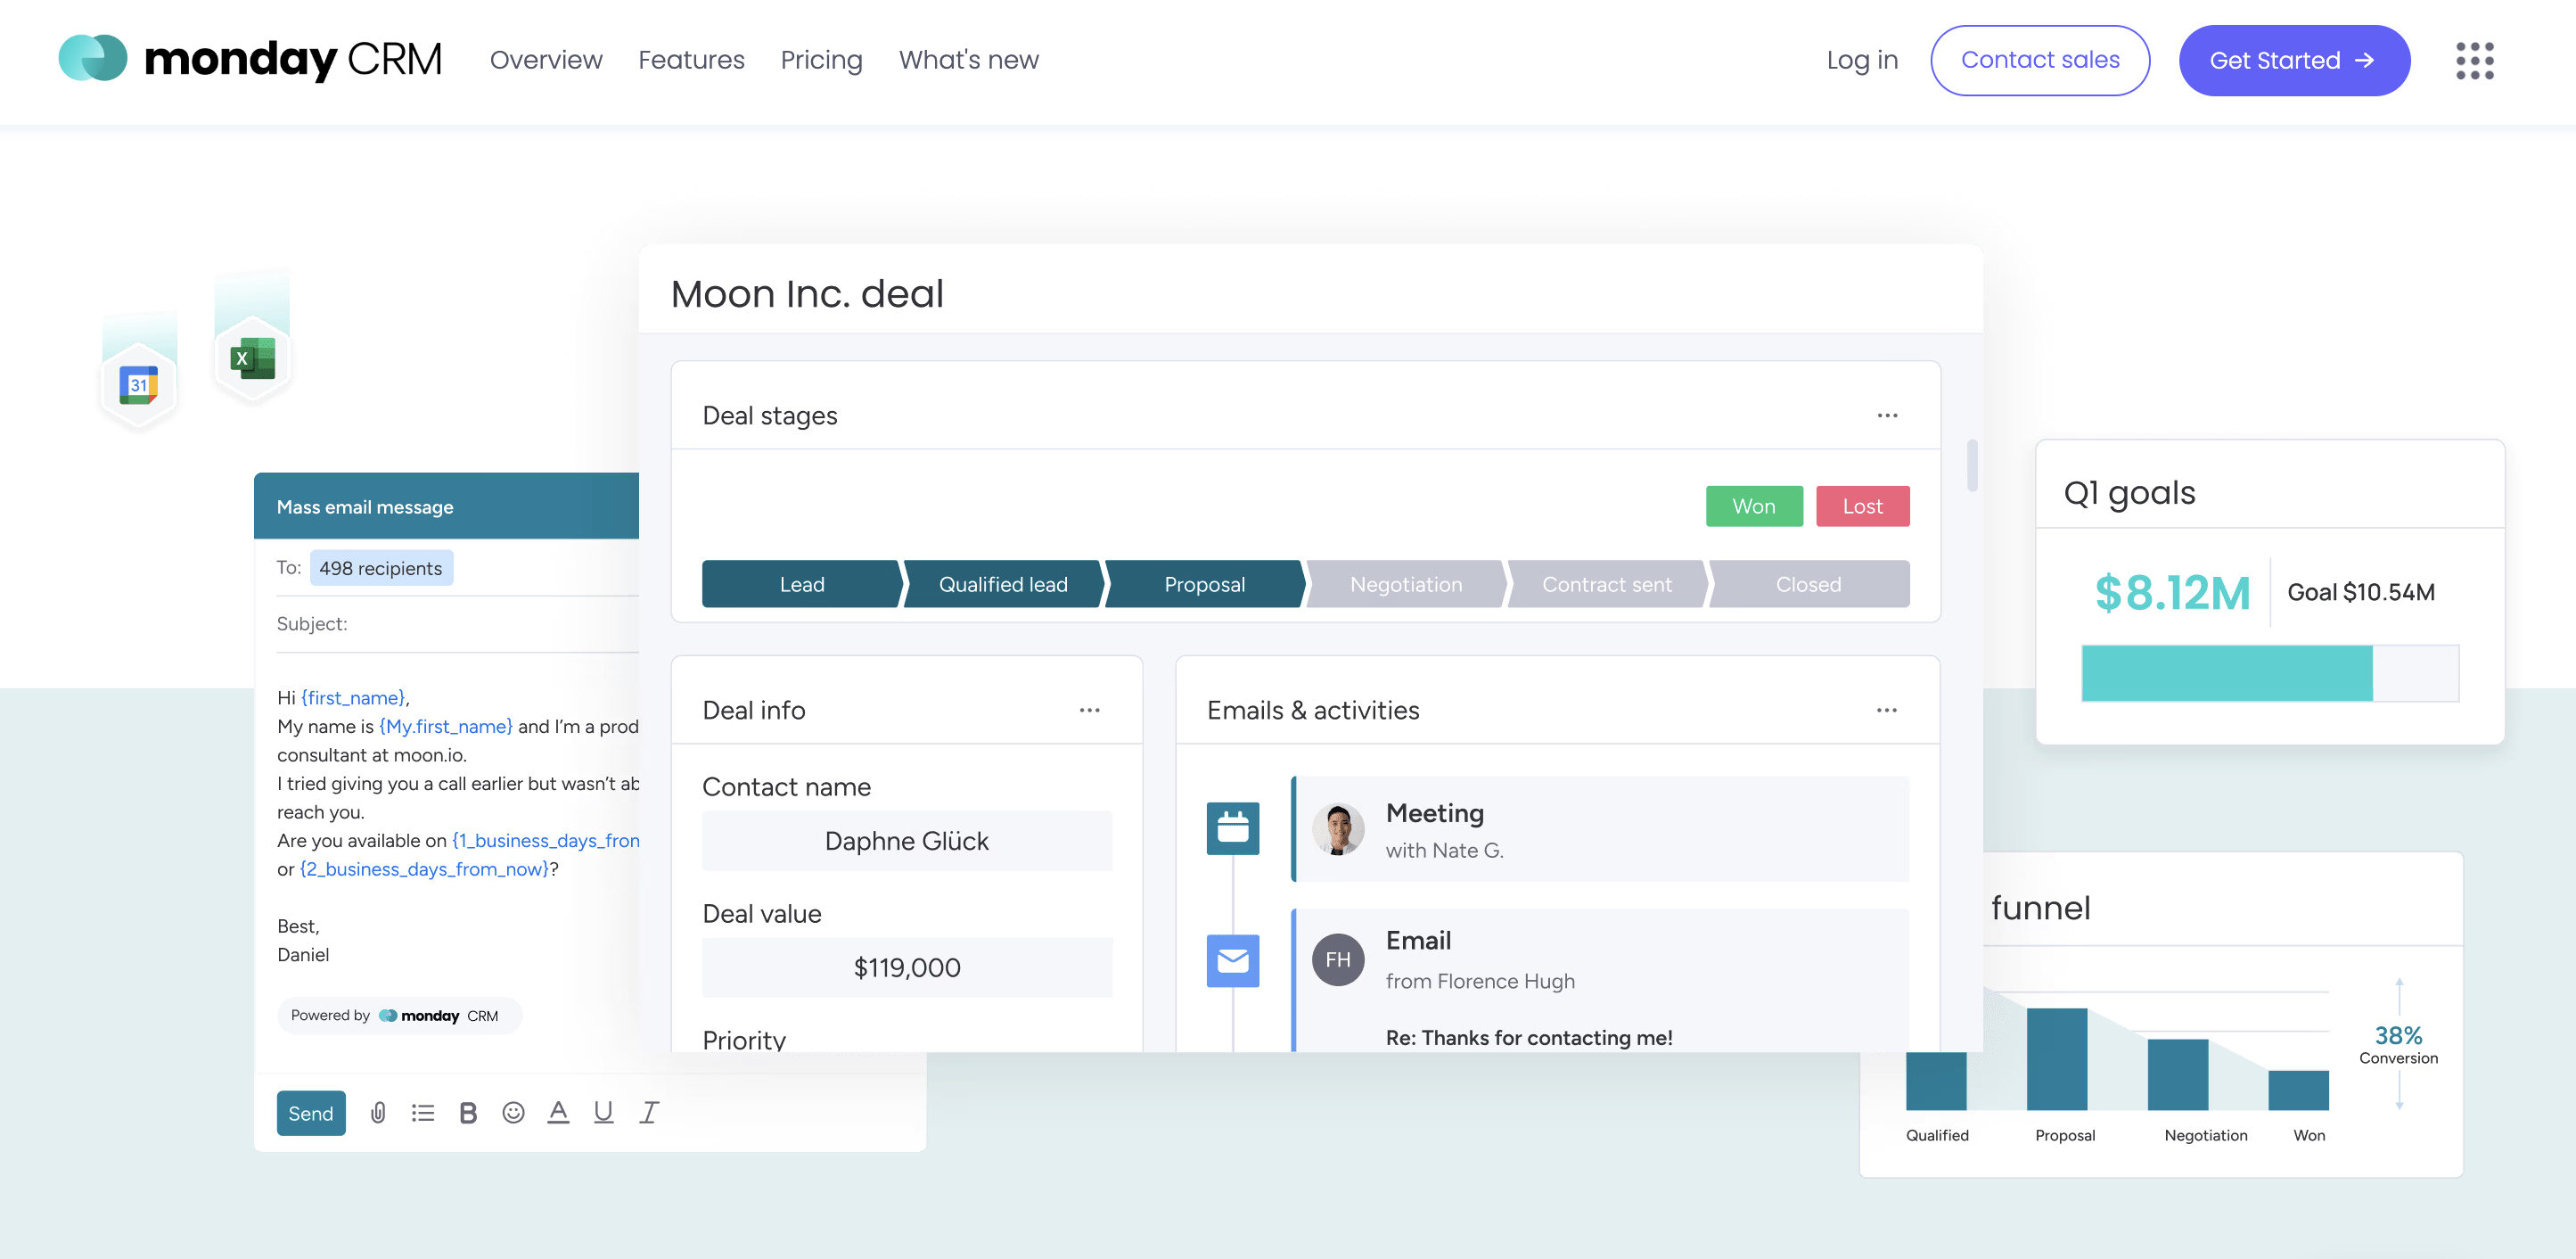 monday CRM
Overview
Features
Pricing
What's new
Log in
Contact sales
Get Started
31
X
Mass email message
To: 498 recipients
Subject:
Hi {first_name},
My name is {My.first_name} and I'm a prod
consultant at moon.io.
I tried giving you a call earlier but wasn't ab
reach you.
Are you available on {1_business_days_fron
or {2_business_days_from_now}?
Best,
Daniel
Powered by monday CRM
Send
B
A
U
I
Moon Inc. deal
Deal stages
Won
Lost
Lead
Qualified lead
Proposal
Negotiation
Contract sent
Closed
Deal info
Contact name
Daphne Glück
Deal value
$119,000
Priority
Emails & activities
Meeting
with Nate G.
FH
Email
from Florence Hugh
Re: Thanks for contacting me!
Q1 goals
$8.12M
Goal $10.54M
funnel
38%
Conversion
Qualified
Proposal
Negotiation
Won